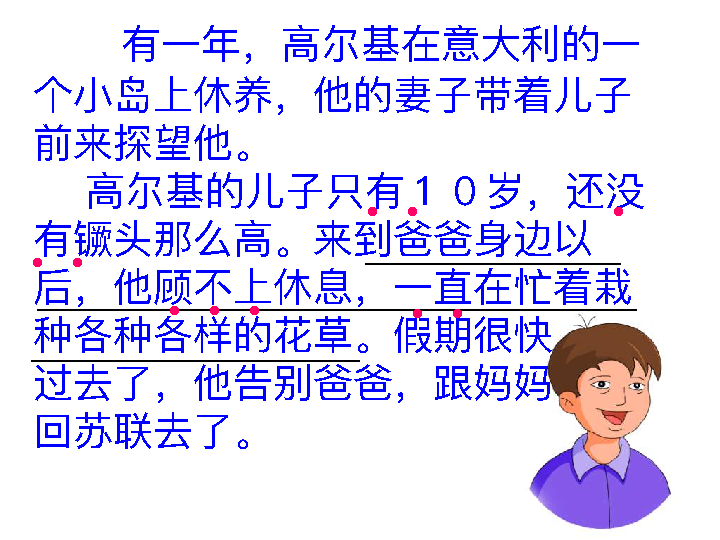 有一年，高尔基在意大利的一
个小岛上休养，他的妻子带着儿子
前来探望他。
高尔基的儿子只有１０岁，还没
有镢头那么高。来到爸爸身边以
后，他顾不上休息，一直在忙着栽
种各种各样的花草。假期很快
过去了，他告别爸爸，跟妈妈
回苏联去了。